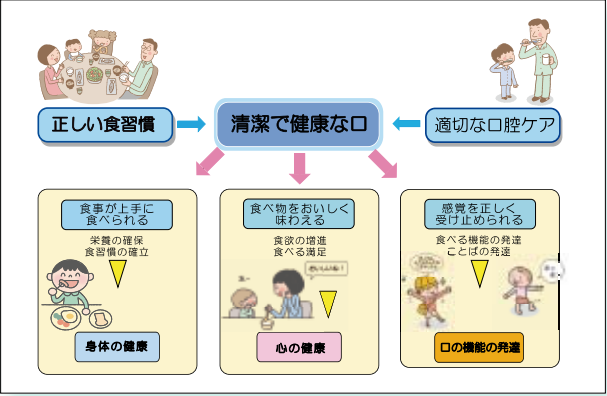 正しい食習慣
清潔で健康な口
適切な口腔ケア
食事が上手に
食べられる
栄養の確保
食習慣の確立
身体の健康
食べ物をおいしく
味わえる
食欲の増進
食べる満足
おいしいね!
心の健康
感覚を正しく
受け止められる
食べる機能の発達
ことばの発達
口の機能の発達